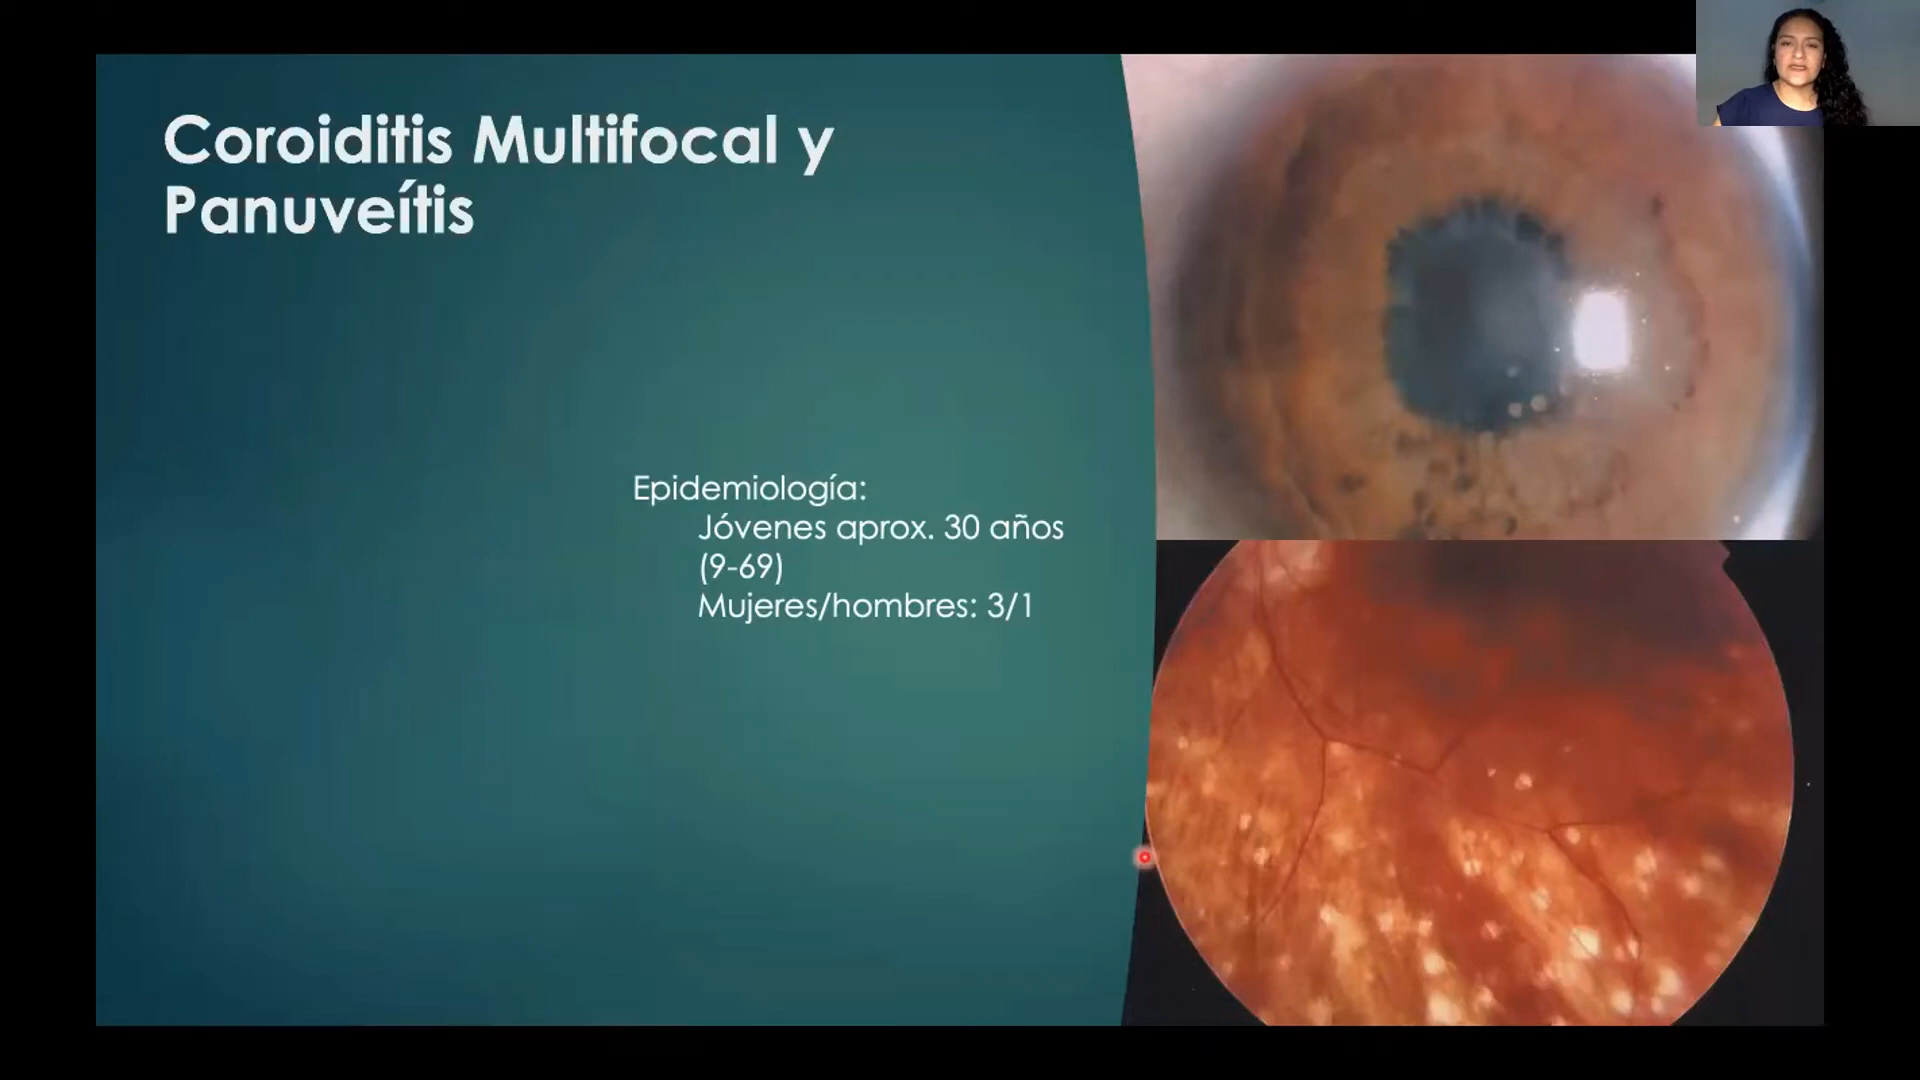 Coroiditis Multifocal y
Panuveítis
Epidemiología:
Jóvenes aprox. 30 años
(9-69)
Mujeres/hombres: 3/1